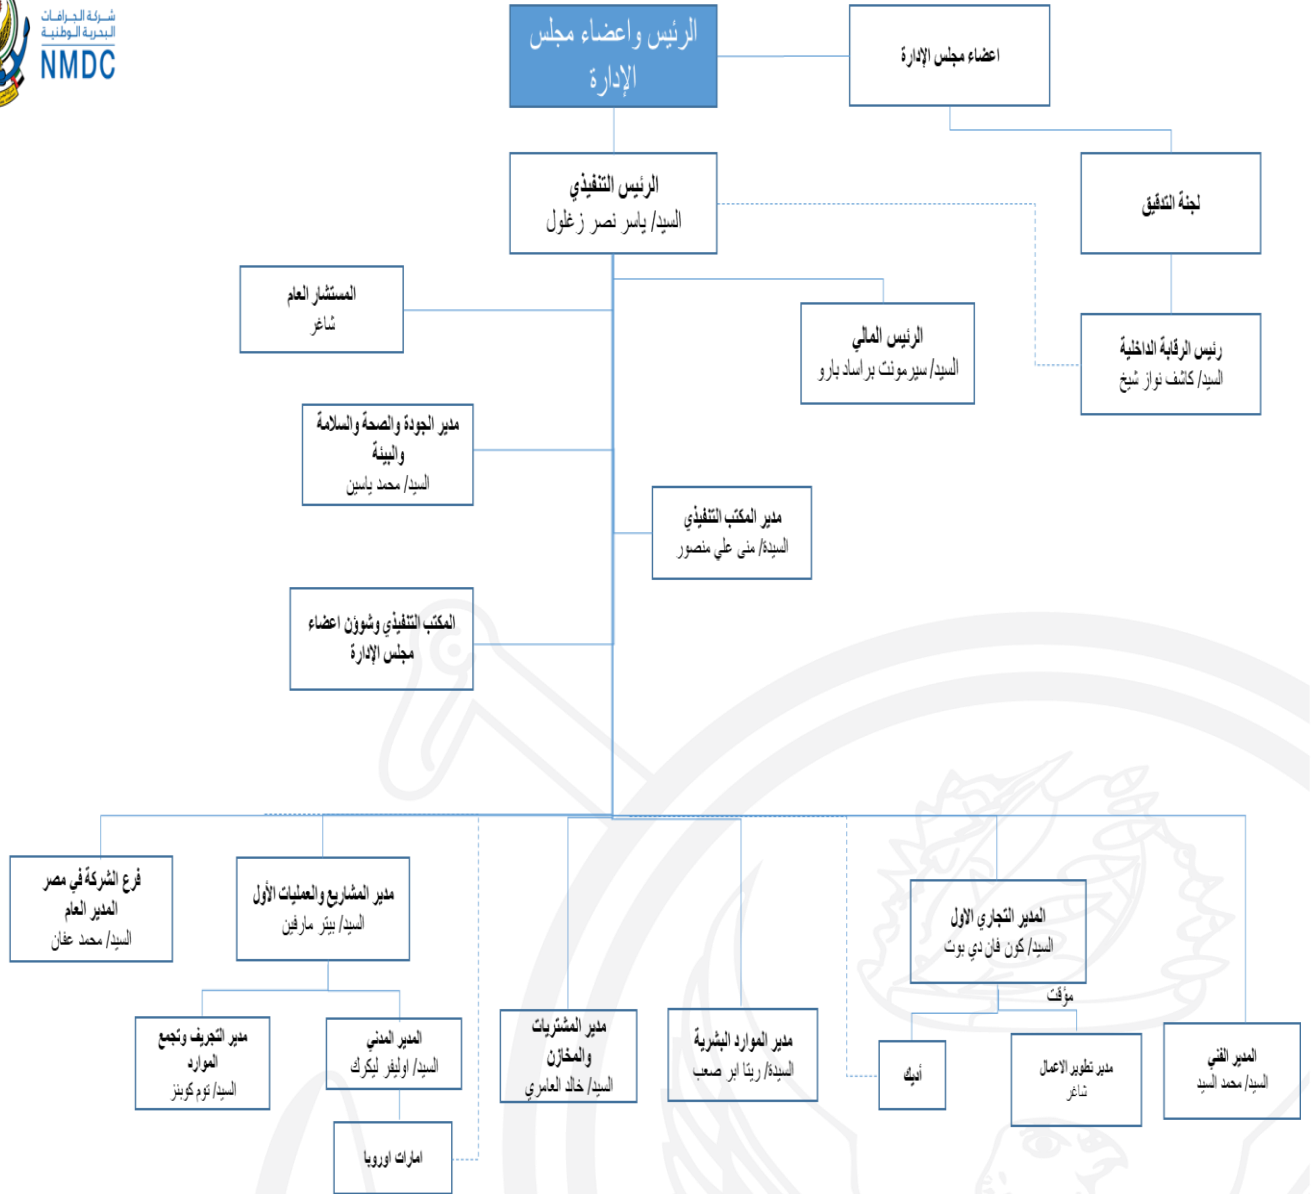 شركة الجرافات
البحرية الوطنية
NMDC
الرئيس واعضاء مجلس
الإدارة
اعضاء مجلس الإدارة
الرئيس التنفيذي
السيد/ ياسر نصر زغلول
لجنة التدقيق
المستشار العام
شاغر
الرئيس المالي
السيد/ سيرمونت براساد بارو
رئيس الرقابة الداخلية
السيد/ كاشف نواز شيخ
مدير الجودة والصحة والسلامة
والبيئة
السيد/ محمد ياسين
مدير المكتب التنفيذي
السيدة/ منى علي منصور
المكتب التنفيذي وشوؤن اعضاء
مجلس الإدارة
فرع الشركة في مصر
المدير العام
السيد/ محمد عفان
مدير المشاريع والعمليات الأول
السيد/ بيتر مارفين
المدير التجاري الاول
السيد/ كون فان دي بوت
مؤقت
مدير التجريف وتجمع
الموارد
السيد/ توم كوبنز
المدير المدني
السيد/ اوليفر ليكرك
مدير المشتريات
والمخازن
السيد/ خالد العامري
مدير الموارد البشرية
السيدة/ ريتا ابر صعب
أديك
مدير تطوير الاعمال
شاغر
المدير الفني
السيد/ محمد السيد
امارات اوروبا